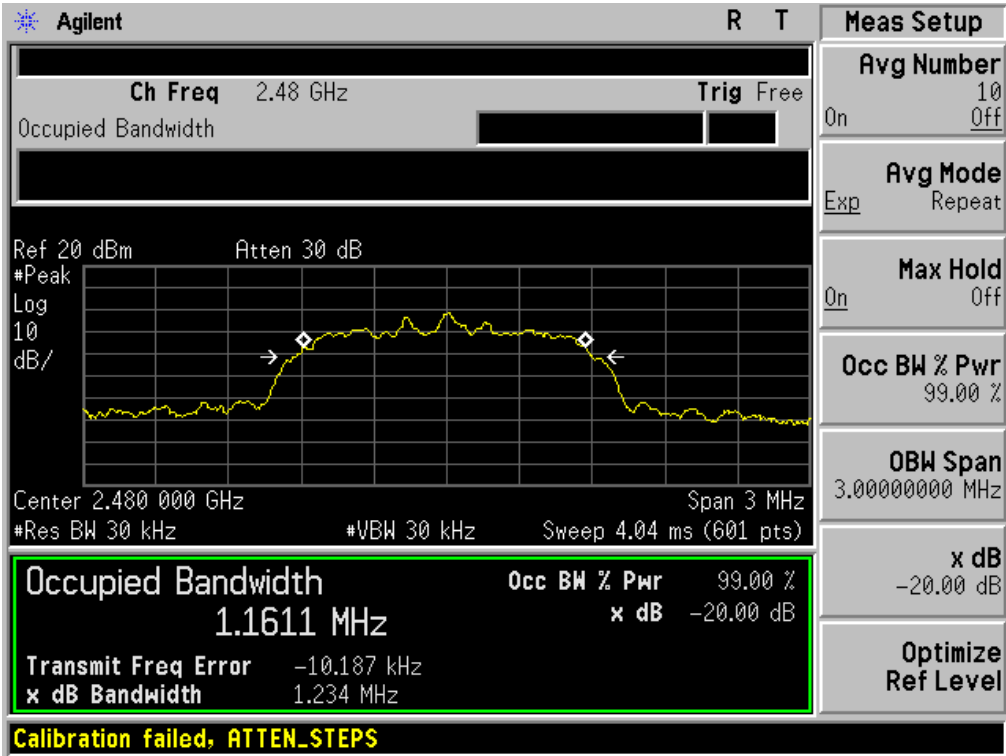 Agilent R T
Ch Freq 2.48 GHz Trig Free
Occupied Bandwidth
Ref 20 dBm Atten 30 dB
#Peak
Log
10
dB/
Center 2.480 000 GHz Span 3 MHz
#Res BW 30 kHz #VBW 30 kHz Sweep 4.04 ms (601 pts)
Occupied Bandwidth
1.1611 MHz
Occ BW % Pwr 99.00 %
x dB -20.00 dB
Transmit Freq Error -10.187 kHz
x dB Bandwidth 1.234 MHz
Calibration failed, ATTEN_STEPS
Meas Setup
Avg Number
10
On Off
Avg Mode
Exp Repeat
Max Hold
On Off
Occ BW % Pwr
99.00 %
OBW Span
3.00000000 MHz
x dB
-20.00 dB
Optimize
Ref Level